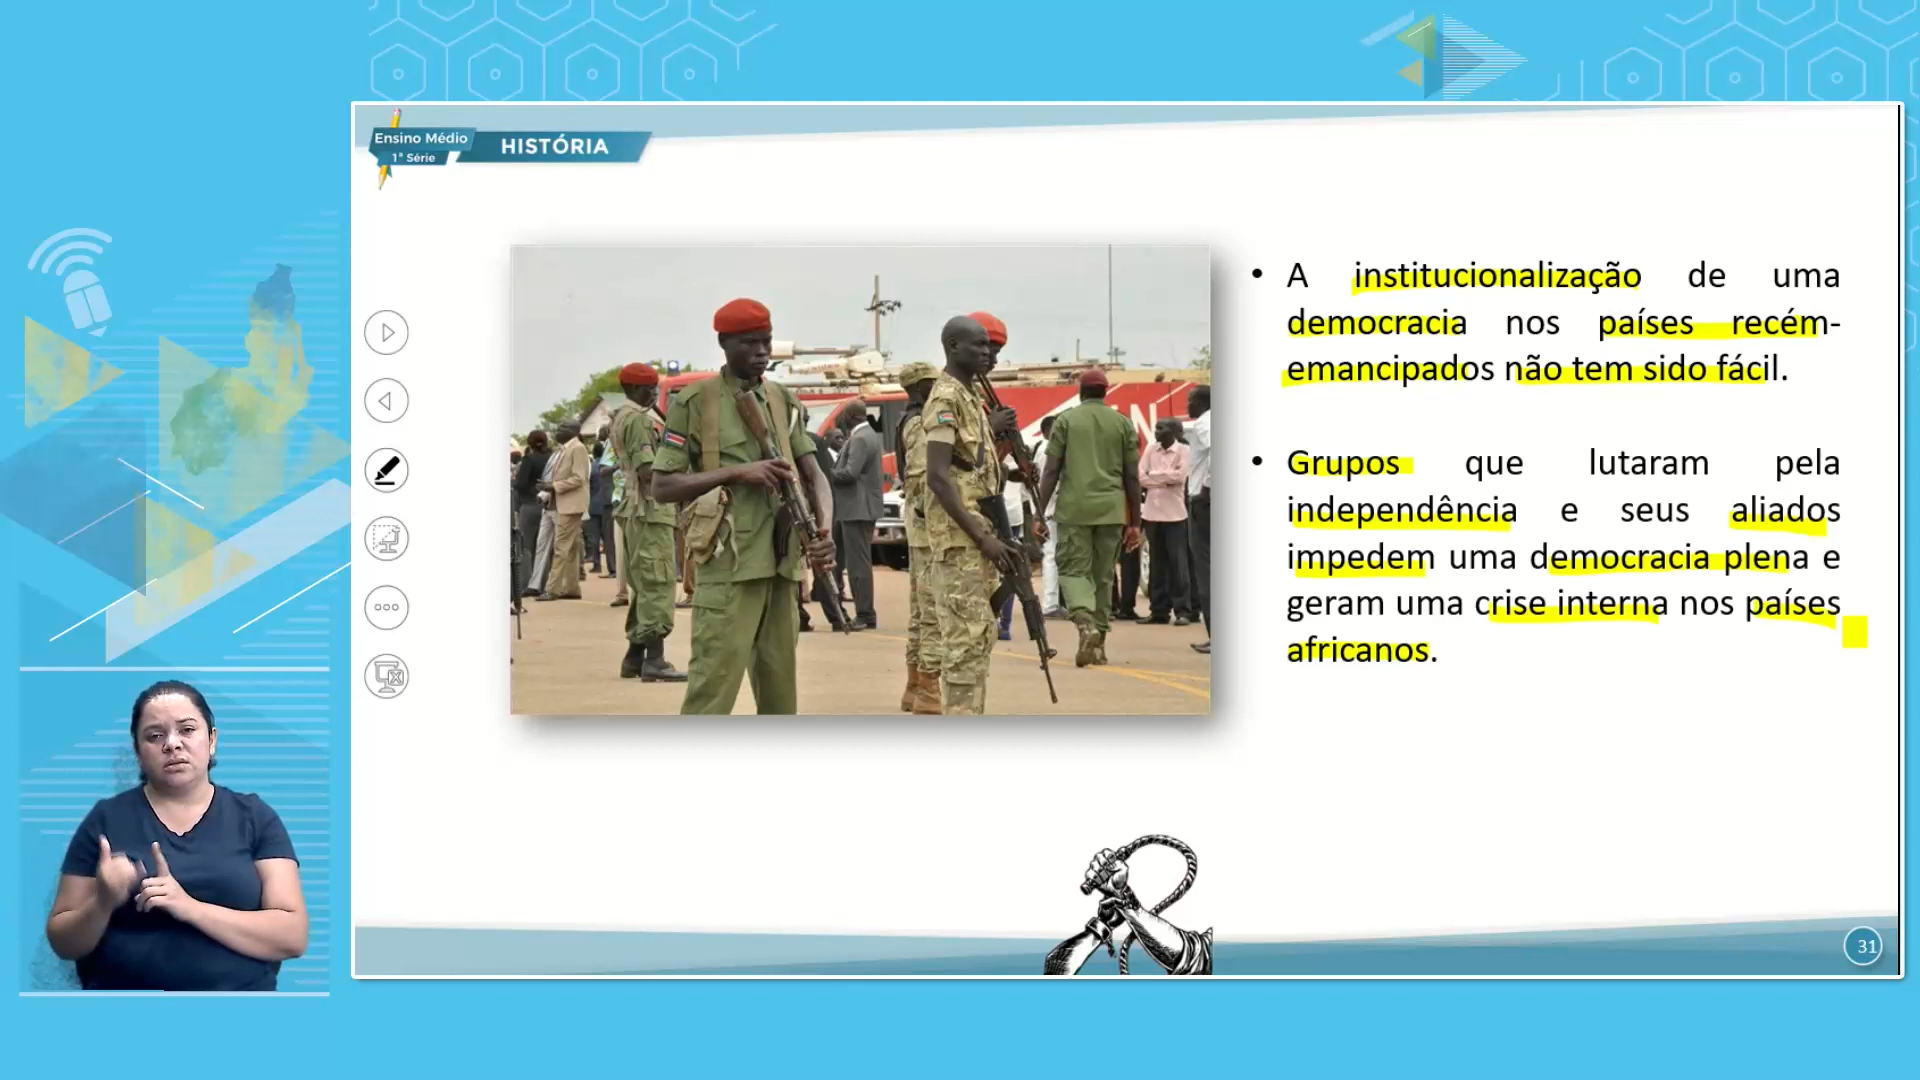 Ensino Médio
1ª Série
HISTÓRIA
• A institucionalização de uma
democracia nos países recém-
emancipados não tem sido fácil.
• Grupos que lutaram pela
independência e seus aliados
impedem uma democracia plena e
geram uma crise interna nos países
africanos.
31